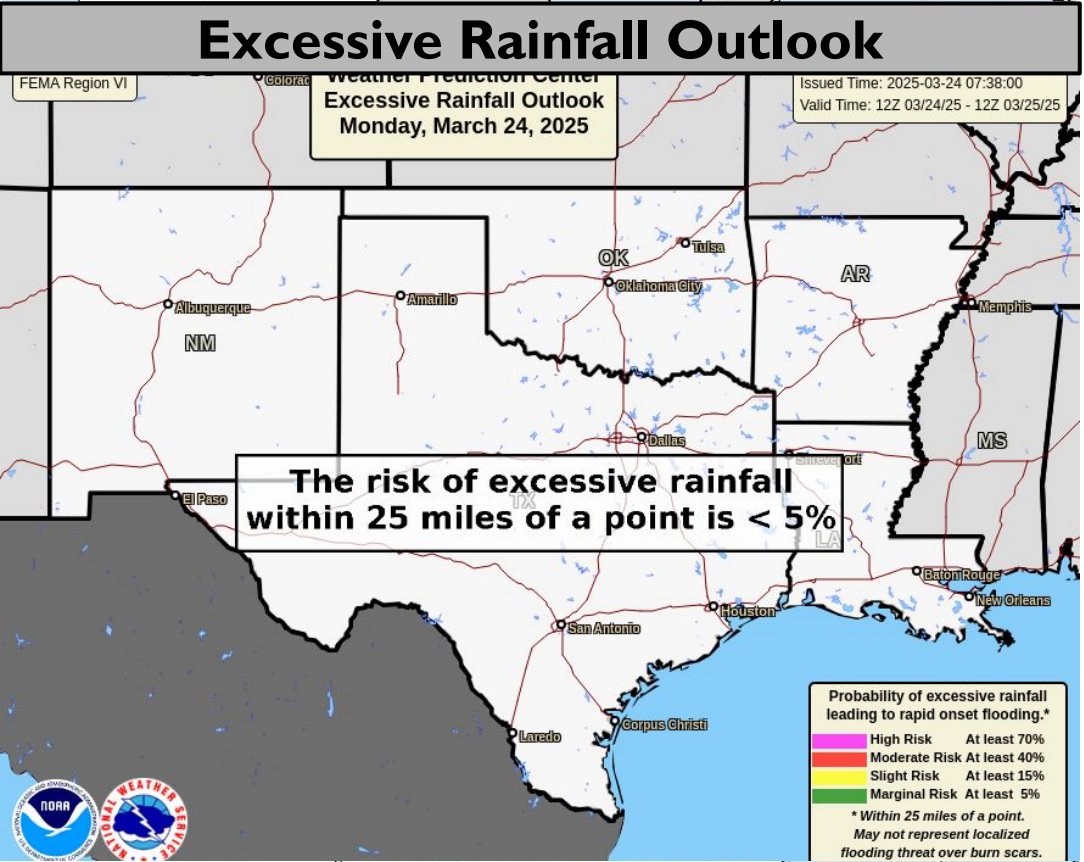 Excessive Rainfall Outlook
FEMA Region VI
Weather Prediction Center
Excessive Rainfall Outlook
Monday, March 24, 2025
Issued Time: 2025-03-24 07:38:00
Valid Time: 12Z 03/24/25 - 12Z 03/25/25
Colorad
Tulsa
OK
Oklahoma City
AR
Albuquerque
Amarillo
Memphis
NM
Dallas
MS
Shreveport
The risk of excessive rainfall
within 25 miles of a point is < 5%
El Paso
TX
LA
Baton Rouge
New Orleans
Houston
San Antonio
Corpus Christi
Laredo
Probability of excessive rainfall
leading to rapid onset flooding.*
High Risk At least 70%
Moderate Risk At least 40%
Slight Risk At least 15%
Marginal Risk At least 5%
* Within 25 miles of a point.
May not represent localized
flooding threat over burn scars.
NOAA
NATIONAL WEATHER SERVICE